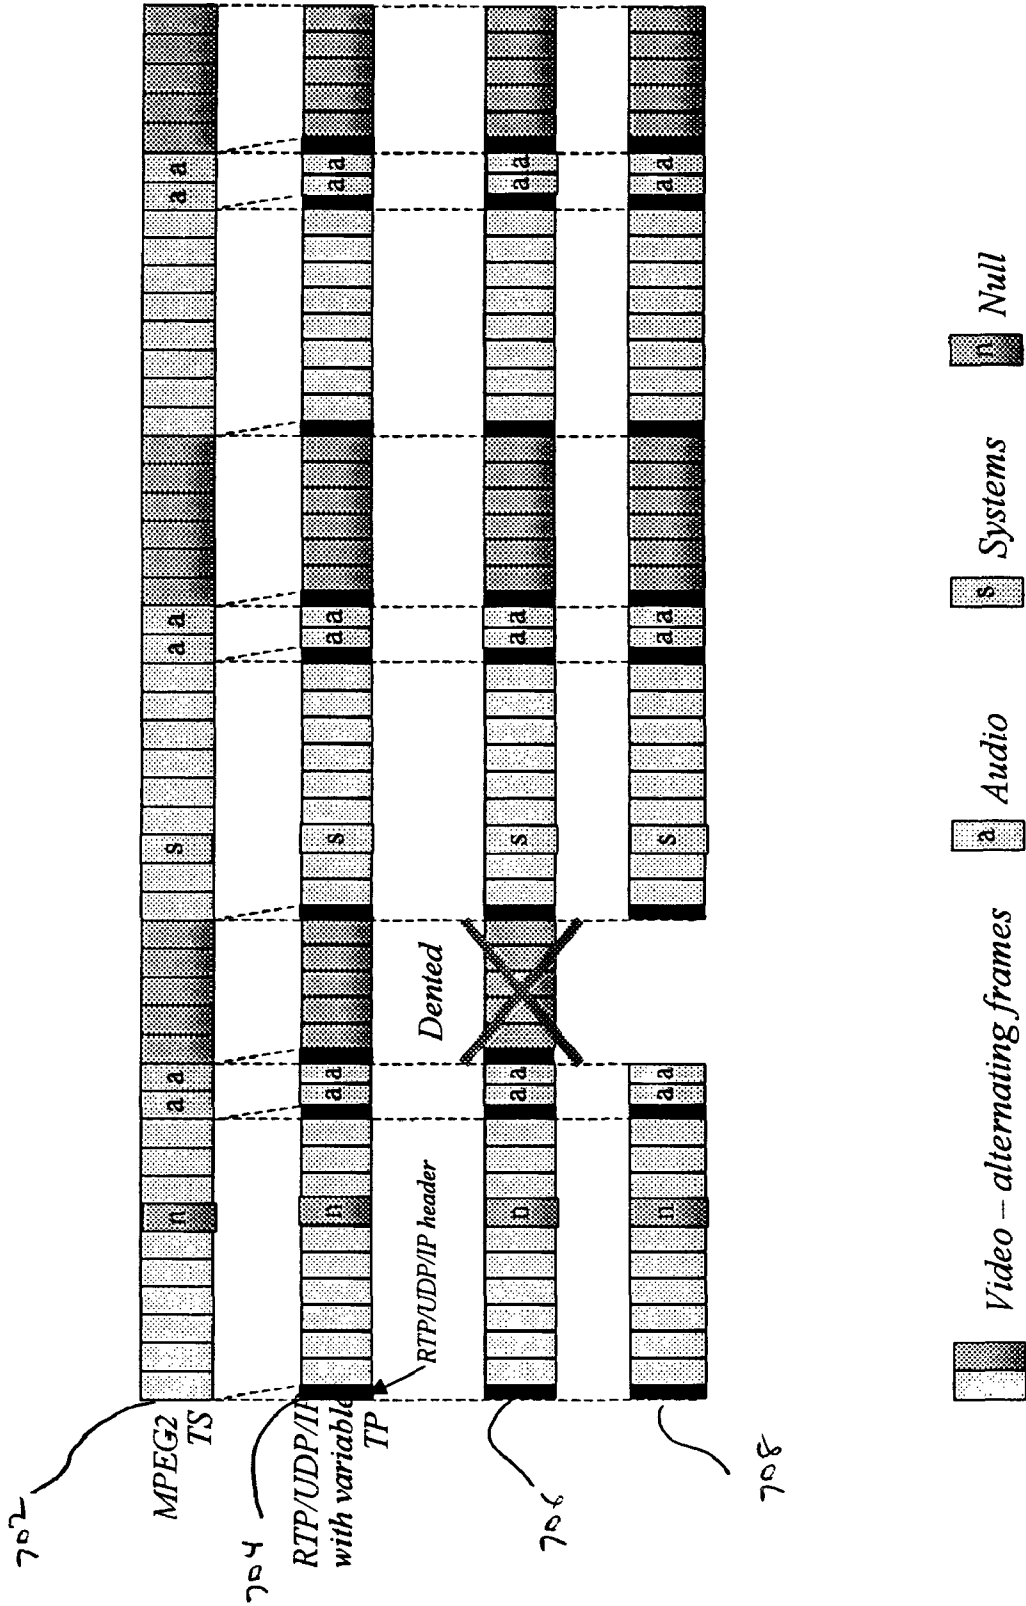 702
MPEG2
TS
n a a s a a a a
704
RTP/UDP/IP
with variable
TP
n a a s a a a a
RTP/UDP/IP header
Dented
706
n a a s a a a a
708
n a a s a a a a
Video – alternating frames
a Audio
s Systems
n Null